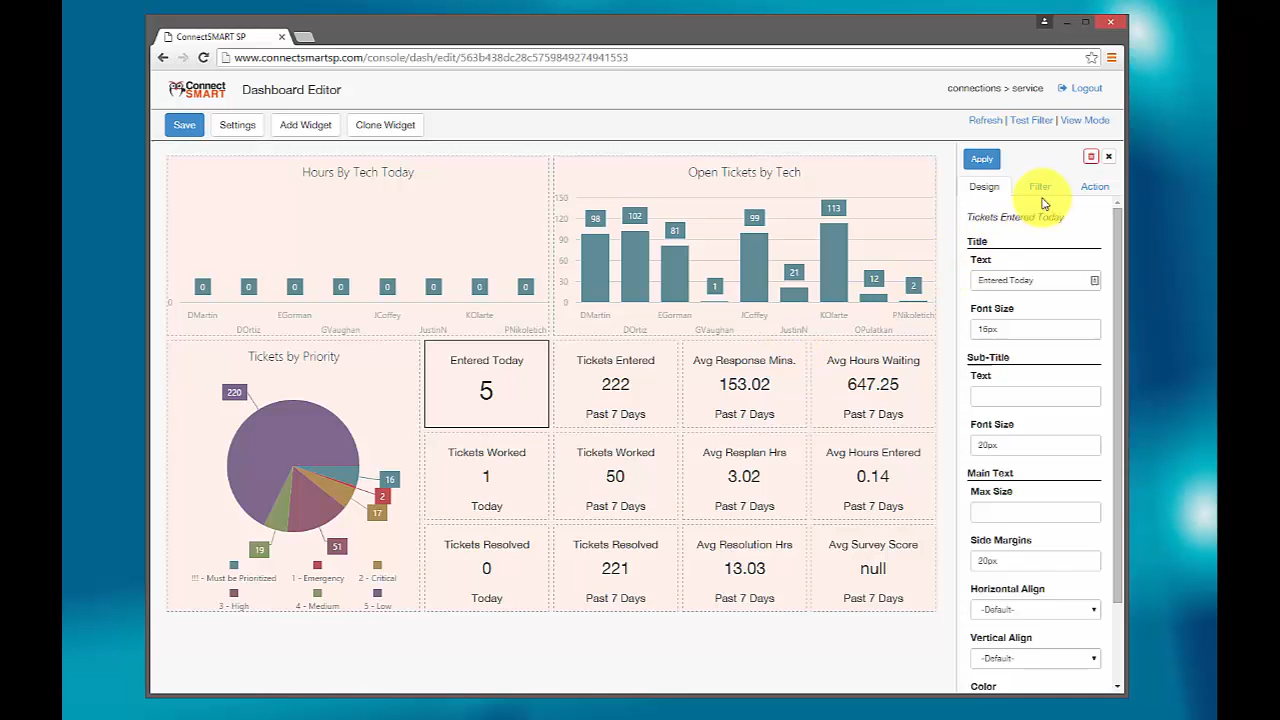 ConnectSMART SP
www.connectsmartsp.com/console/dash/edit/563b438dc28c5759849274941553
Connect
SMART
Dashboard Editor
connections > service
Logout
Save
Settings
Add Widget
Clone Widget
Refresh | Test Filter | View Mode
Hours By Tech Today
0 0 0 0 0 0 0 0
0
DMartin EGorman JCoffey KOlarte
DOrtiz GVaughan JustinN PNikoletich
Open Tickets by Tech
150
120
90
60
30
0
98 102 81 1 99 21 113 12 2
DMartin EGorman JCoffey KOlarte PNikoletich
DOrtiz GVaughan JustinN OPulatkan
Tickets by Priority
220
16
2
17
51
19
!!! - Must be Prioritized 1 - Emergency 2 - Critical
3 - High 4 - Medium 5 - Low
Entered Today
5
Tickets Entered
222
Past 7 Days
Avg Response Mins.
153.02
Past 7 Days
Avg Hours Waiting
647.25
Past 7 Days
Tickets Worked
1
Today
Tickets Worked
50
Past 7 Days
Avg Resplan Hrs
3.02
Past 7 Days
Avg Hours Entered
0.14
Past 7 Days
Tickets Resolved
0
Today
Tickets Resolved
221
Past 7 Days
Avg Resolution Hrs
13.03
Past 7 Days
Avg Survey Score
null
Past 7 Days
Apply
Design Filter Action
Tickets Entered Today
Title
Text
Entered Today
Font Size
16px
Sub-Title
Text
Font Size
20px
Main Text
Max Size
Side Margins
20px
Horizontal Align
-Default-
Vertical Align
-Default-
Color